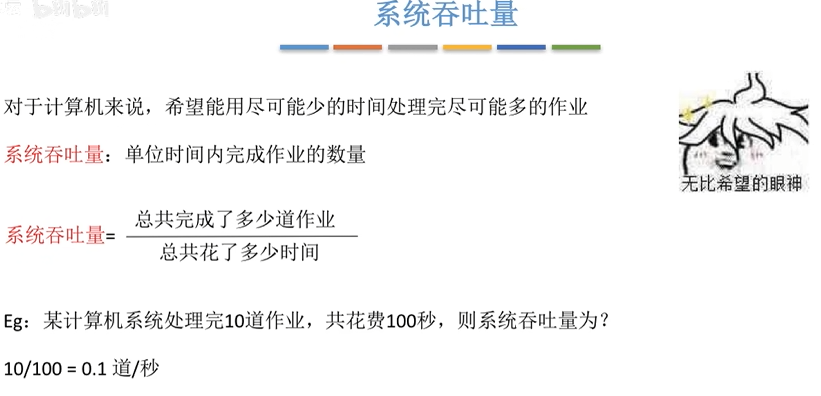 系统吞吐量
对于计算机来说，希望能用尽可能少的时间处理完尽可能多的作业
系统吞吐量：单位时间内完成作业的数量
无比希望的眼神
系统吞吐量=
总共完成了多少道作业
总共花了多少时间
Eg：某计算机系统处理完10道作业，共花费100秒，则系统吞吐量为？
10/100 = 0.1 道/秒